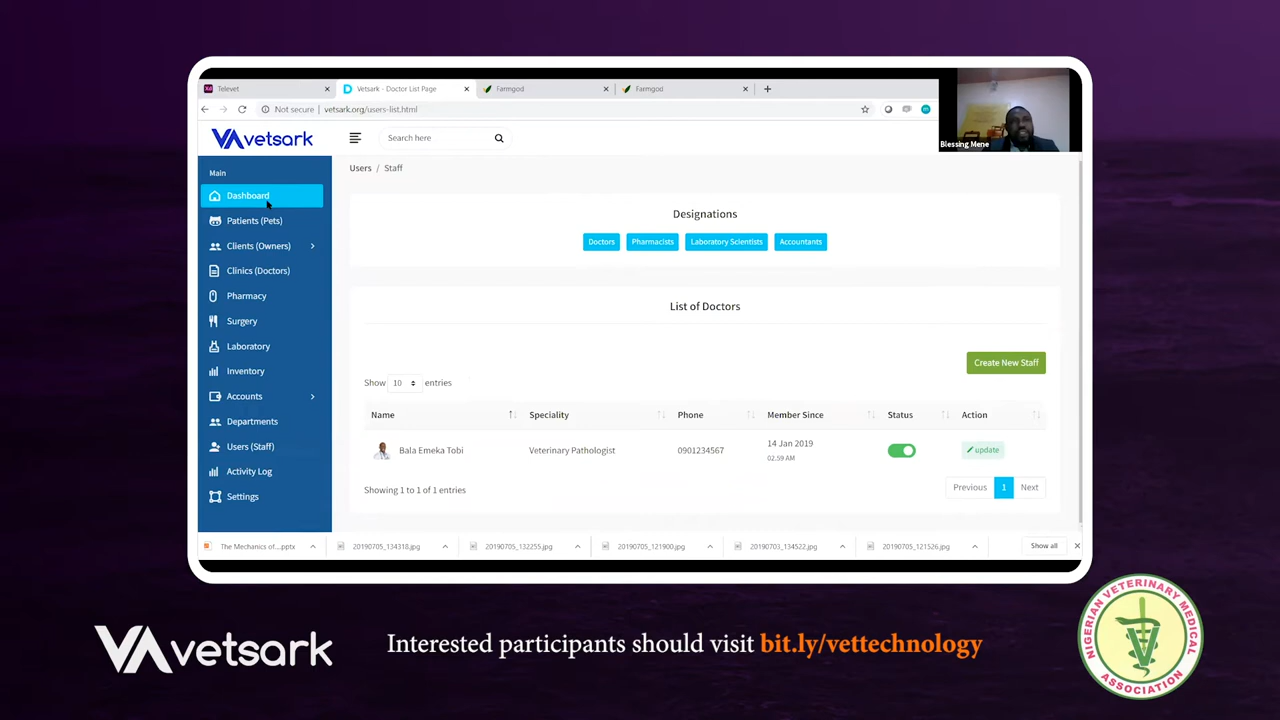 Televet
Vetsark - Doctor List Page
Farmgod
Farmgod
Not secure
vetsark.org/users-list.html
Blessing Mene
VA vetsark
Search here
Main
Dashboard
Patients (Pets)
Clients (Owners)
Clinics (Doctors)
Pharmacy
Surgery
Laboratory
Inventory
Accounts
Departments
Users (Staff)
Activity Log
Settings
Users / Staff
Designations
Doctors
Pharmacists
Laboratory Scientists
Accountants
List of Doctors
Create New Staff
Show 10 entries
Name Speciality Phone Member Since Status Action
Bala Emeka Tobi Veterinary Pathologist 0901234567 14 Jan 2019 update
02.59 AM
Showing 1 to 1 of 1 entries
Previous 1 Next
The Mechanics of....pptx
20190705_134318.jpg
20190705_132255.jpg
20190705_121900.jpg
20190703_134522.jpg
20190705_121526.jpg
Show all
VA vetsark
Interested participants should visit bit.ly/vettechnology
NIGERIAN VETERINARY MEDICAL
ASSOCIATION